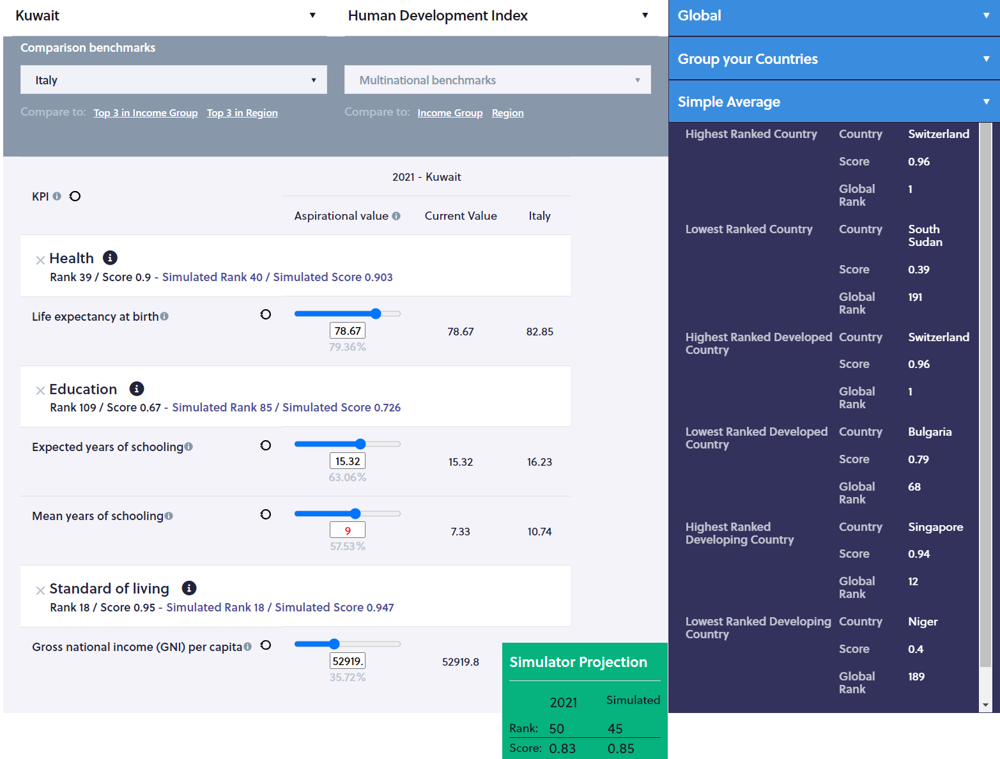 Kuwait
Human Development Index
Comparison benchmarks
Italy
Multinational benchmarks
Compare to: Top 3 in Income Group Top 3 in Region
Compare to: Income Group Region
2021 - Kuwait
KPI
Aspirational value Current Value Italy
Health
Rank 39 / Score 0.9 - Simulated Rank 40 / Simulated Score 0.903
Life expectancy at birth
78.67
79.36%
78.67
82.85
Education
Rank 109 / Score 0.67 - Simulated Rank 85 / Simulated Score 0.726
Expected years of schooling
15.32
63.06%
15.32
16.23
Mean years of schooling
9
57.53%
7.33
10.74
Standard of living
Rank 18 / Score 0.95 - Simulated Rank 18 / Simulated Score 0.947
Gross national income (GNI) per capita
52919.
35.72%
52919.8
Simulator Projection
2021 Simulated
Rank: 50 45
Score: 0.83 0.85
Global
Group your Countries
Simple Average
Highest Ranked Country Country Switzerland
Score 0.96
Global Rank 1
Lowest Ranked Country Country South Sudan
Score 0.39
Global Rank 191
Highest Ranked Developed Country Country Switzerland
Score 0.96
Global Rank 1
Lowest Ranked Developed Country Country Bulgaria
Score 0.79
Global Rank 68
Highest Ranked Developing Country Country Singapore
Score 0.94
Global Rank 12
Lowest Ranked Developing Country Country Niger
Score 0.4
Global Rank 189